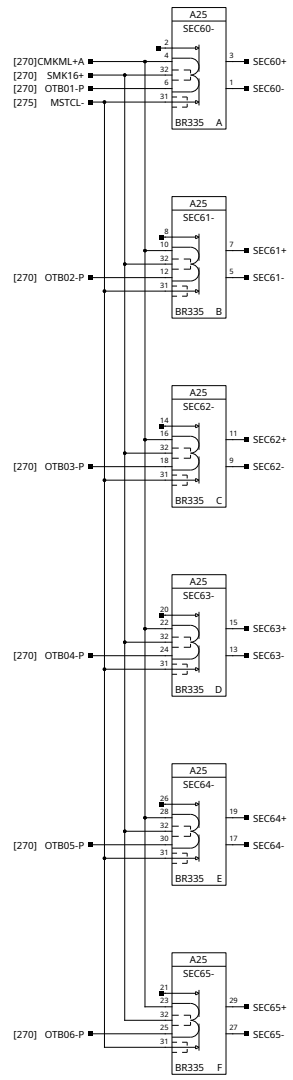 A25
SEC60-
2
[270]CMKML+A 4 3 SEC60+
[270] SMK16+ 32
[270] OTB01-P 6 1 SEC60-
[275] MSTCL- 31
BR335 A
A25
SEC61-
8
10 7 SEC61+
32
[270] OTB02-P 12 5 SEC61-
31
BR335 B
A25
SEC62-
14
16 11 SEC62+
32
[270] OTB03-P 18 9 SEC62-
31
BR335 C
A25
SEC63-
20
22 15 SEC63+
32
[270] OTB04-P 24 13 SEC63-
31
BR335 D
A25
SEC64-
26
28 19 SEC64+
32
[270] OTB05-P 30 17 SEC64-
31
BR335 E
A25
SEC65-
21
23 29 SEC65+
32
[270] OTB06-P 25 27 SEC65-
31
BR335 F